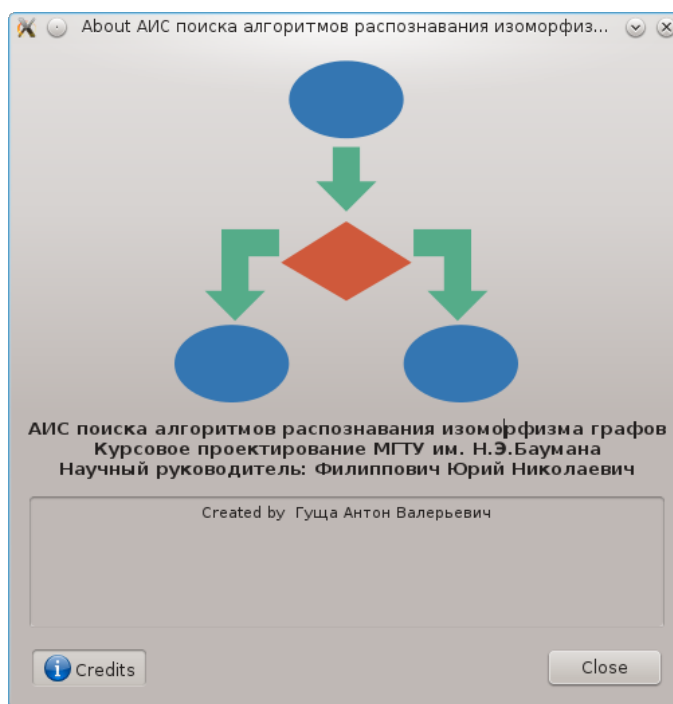 About АИС поиска алгоритмов распознавания изоморфиз...
АИС поиска алгоритмов распознавания изоморфизма графов
Курсовое проектирование МГТУ им. Н.Э.Баумана
Научный руководитель: Филиппович Юрий Николаевич
Created by Гуща Антон Валерьевич
Credits
Close